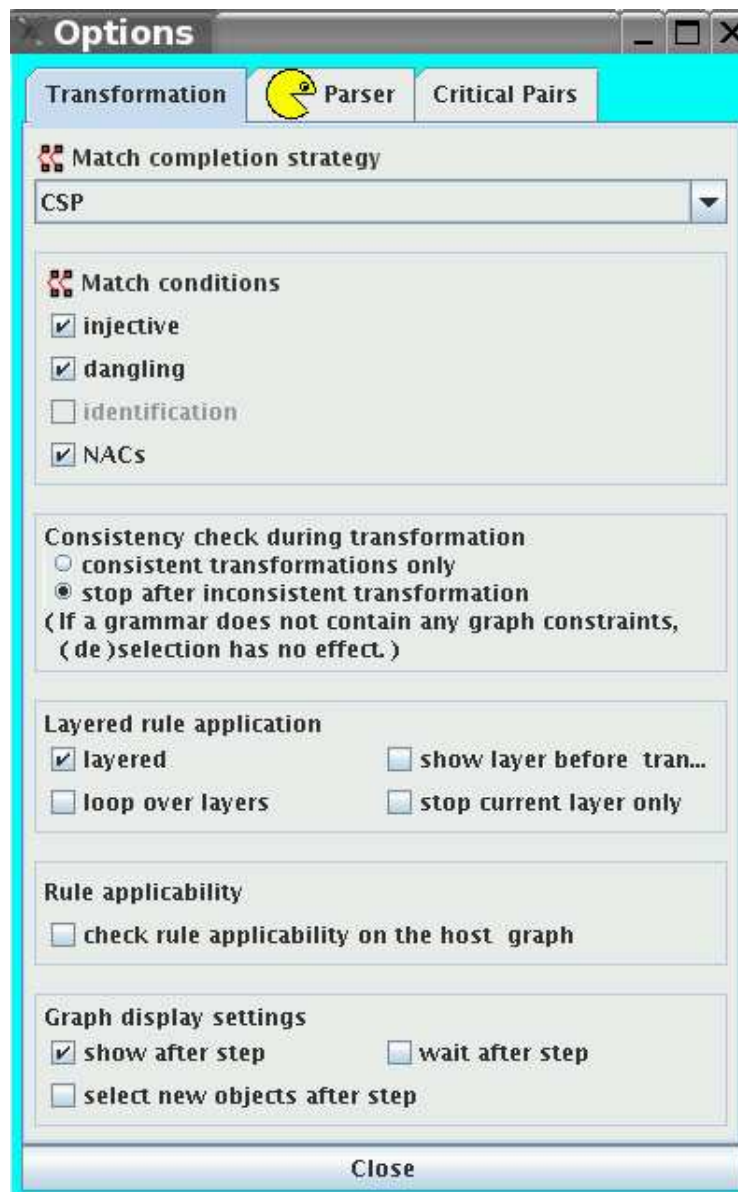 Options
Transformation Parser Critical Pairs
Match completion strategy
CSP
Match conditions
injective
dangling
identification
NACs
Consistency check during transformation
consistent transformations only
stop after inconsistent transformation
(If a grammar does not contain any graph constraints,
(de)selection has no effect.)
Layered rule application
layered show layer before tran...
loop over layers stop current layer only
Rule applicability
check rule applicability on the host graph
Graph display settings
show after step wait after step
select new objects after step
Close